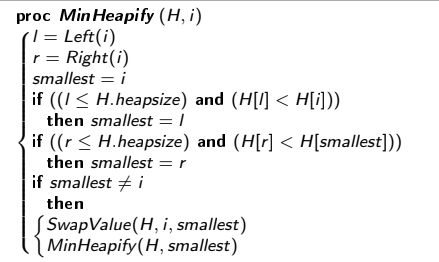 proc MinHeapify (H, i)
l = Left(i)
r = Right(i)
smallest = i
if ((l ≤ H.heapsize) and (H[l] < H[i]))
then smallest = l
if ((r ≤ H.heapsize) and (H[r] < H[smallest]))
then smallest = r
if smallest ≠ i
then
SwapValue(H, i, smallest)
MinHeapify(H, smallest)